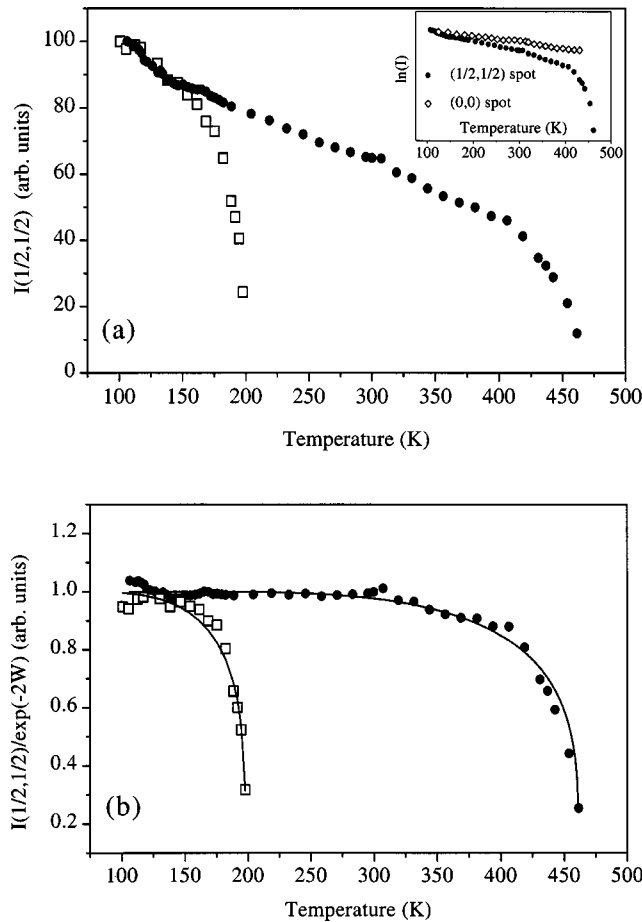 100
80
60
40
20
0
I(1/2,1/2) (arb. units)
(a)
ln(I)
(1/2,1/2) spot
(0,0) spot
Temperature (K)
100 200 300 400 500
100 150 200 250 300 350 400 450 500
Temperature (K)
1.2
1.0
0.8
0.6
0.4
0.2
I(1/2,1/2)/exp(-2W) (arb. units)
(b)
100 150 200 250 300 350 400 450 500
Temperature (K)